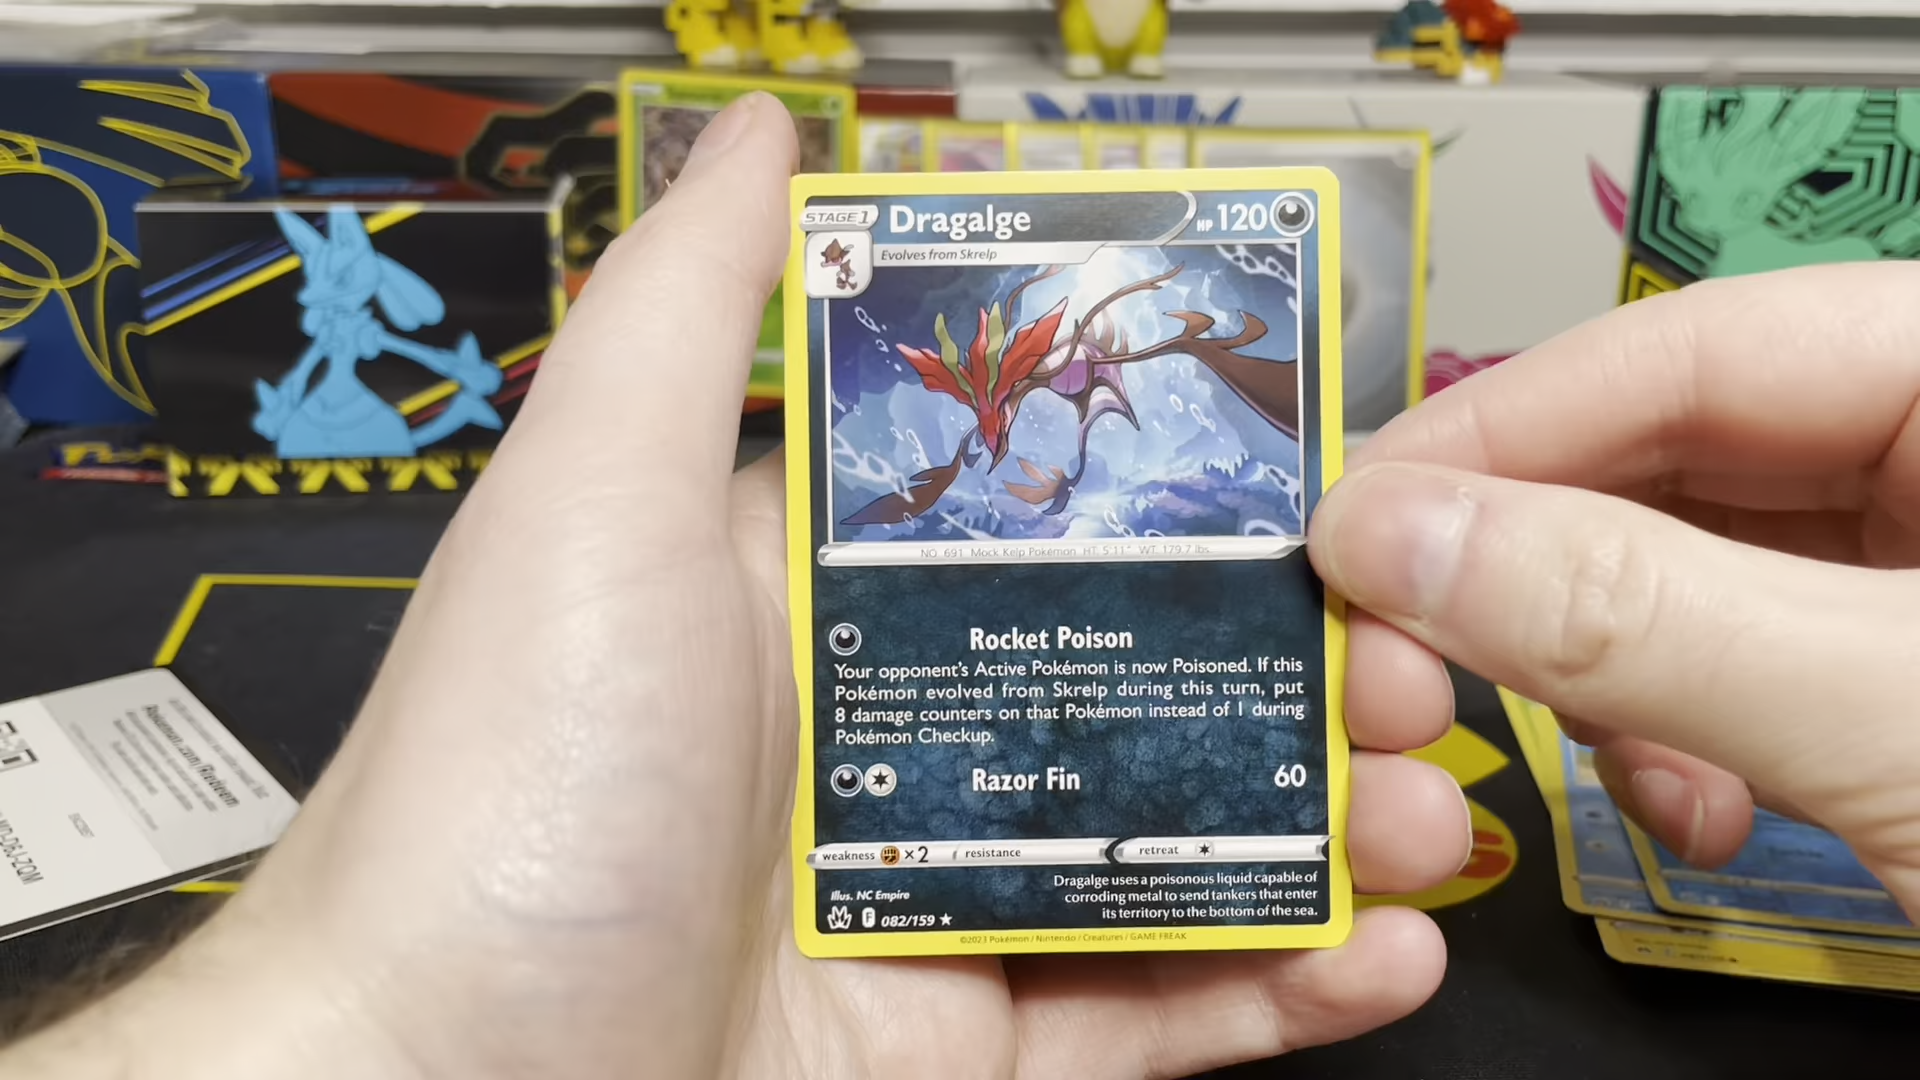 STAGE 1
Dragalge
HP 120
Evolves from Skrelp
NO. 691 Mock Kelp Pokémon HT: 5'11" WT: 179.7 lbs.
Rocket Poison
Your opponent's Active Pokémon is now Poisoned. If this
Pokémon evolved from Skrelp during this turn, put
8 damage counters on that Pokémon instead of 1 during
Pokémon Checkup.
Razor Fin 60
weakness ×2 resistance retreat
Illus. NC Empire
F 082/159 ★
Dragalge uses a poisonous liquid capable of
corroding metal to send tankers that enter
its territory to the bottom of the sea.
©2023 Pokémon / Nintendo / Creatures / GAME FREAK
Pokemon.com/Redeem